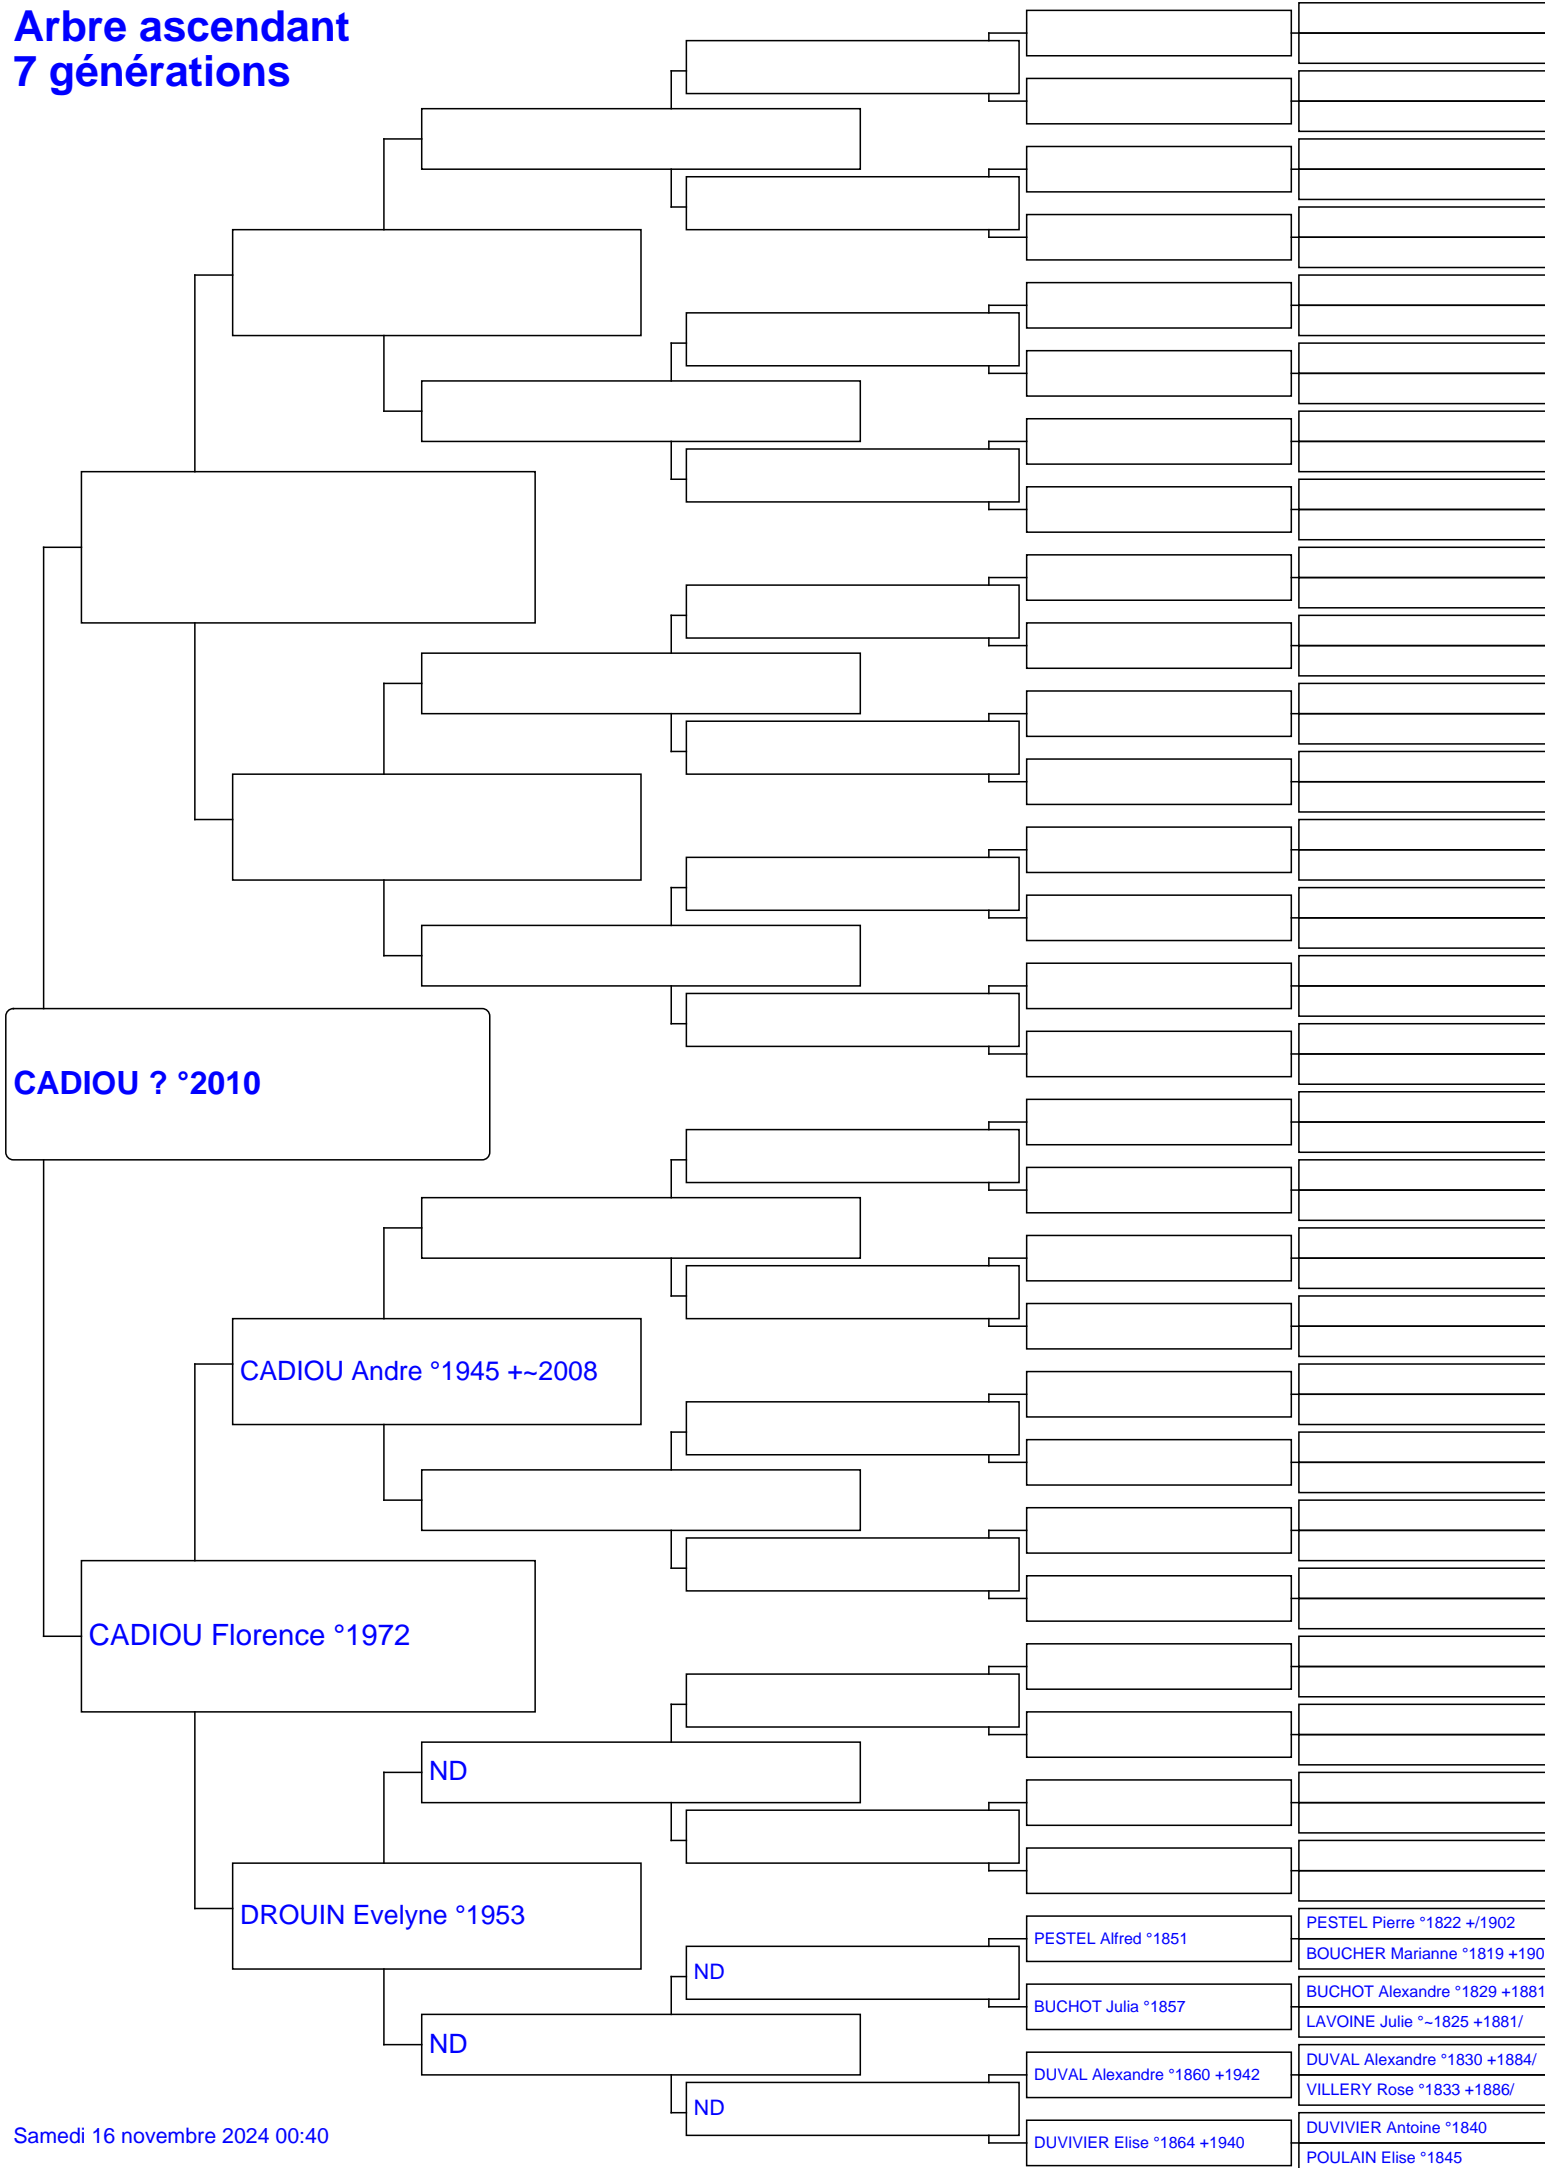 Arbre ascendant
7 générations
CADIOU ? °2010
CADIOU Andre °1945 +~2008
CADIOU Florence °1972
ND
DROUIN Evelyne °1953
ND
ND
ND
PESTEL Alfred °1851
BUCHOT Julia °1857
DUVAL Alexandre °1860 +1942
DUVIVIER Elise °1864 +1940
PESTEL Pierre °1822 +/1902
BOUCHER Marianne °1819 +190
BUCHOT Alexandre °1829 +1881
LAVOINE Julie °~1825 +1881/
DUVAL Alexandre °1830 +1884/
VILLERY Rose °1833 +1886/
DUVIVIER Antoine °1840
POULAIN Elise °1845
Samedi 16 novembre 2024 00:40